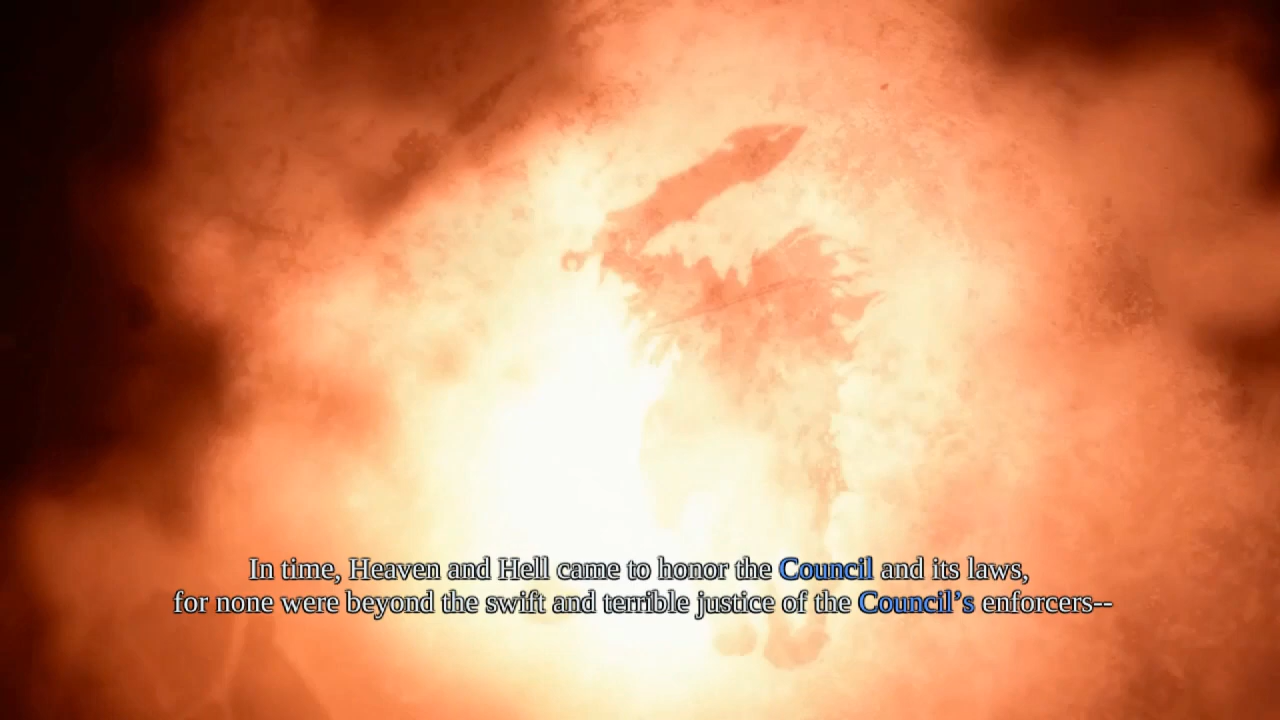 In time, Heaven and Hell came to honor the Council and its laws,
for none were beyond the swift and terrible justice of the Council’s enforcers--